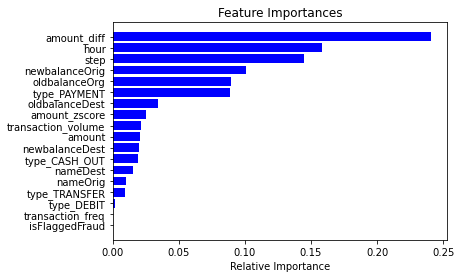 Feature Importances
amount_diff
hour
step
newbalanceOrig
oldbalanceOrg
type_PAYMENT
oldbalanceDest
amount_zscore
transaction_volume
amount
newbalanceDest
type_CASH_OUT
nameDest
nameOrig
type_TRANSFER
type_DEBIT
transaction_freq
isFlaggedFraud
0.00 0.05 0.10 0.15 0.20 0.25
Relative Importance